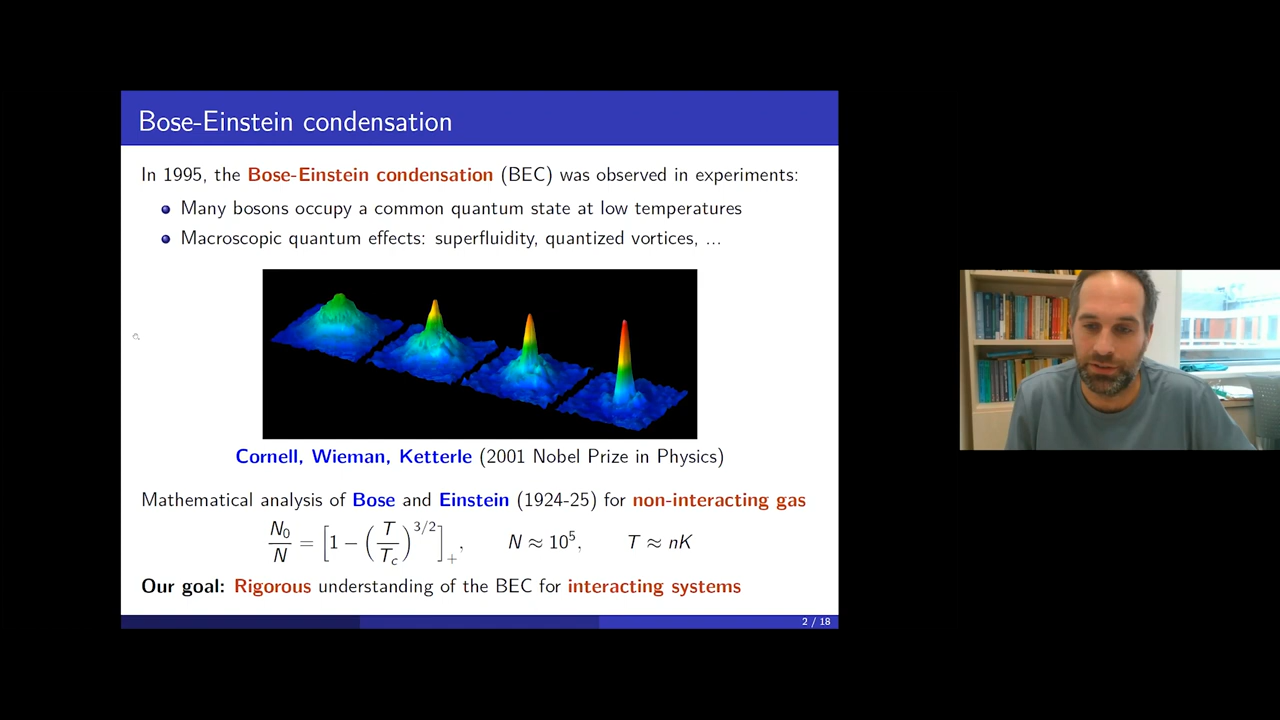 Bose-Einstein condensation
In 1995, the Bose-Einstein condensation (BEC) was observed in experiments:
Many bosons occupy a common quantum state at low temperatures
Macroscopic quantum effects: superfluidity, quantized vortices, ...
Cornell, Wieman, Ketterle (2001 Nobel Prize in Physics)
Mathematical analysis of Bose and Einstein (1924-25) for non-interacting gas
N₀/N = [1 − (T/T_c)^{3/2}]₊, N ≈ 10⁵, T ≈ nK
Our goal: Rigorous understanding of the BEC for interacting systems
2 / 18